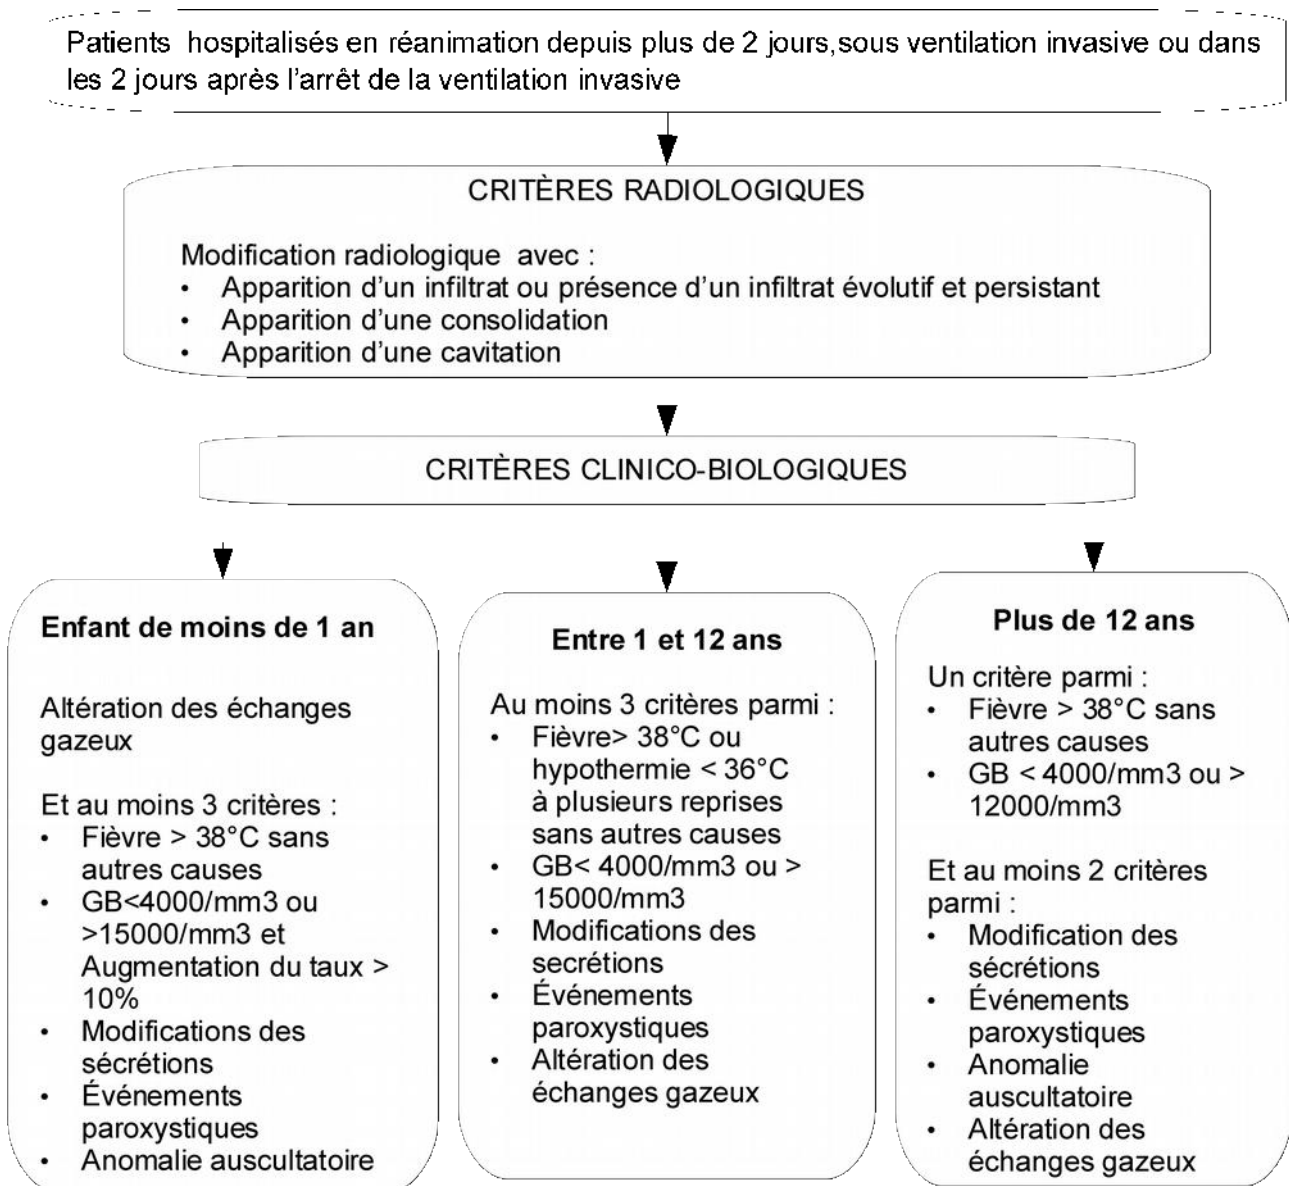 Patients hospitalisés en réanimation depuis plus de 2 jours,sous ventilation invasive ou dans
les 2 jours après l'arrêt de la ventilation invasive
CRITÈRES RADIOLOGIQUES
Modification radiologique avec :
• Apparition d'un infiltrat ou présence d'un infiltrat évolutif et persistant
• Apparition d'une consolidation
• Apparition d'une cavitation
CRITÈRES CLINICO-BIOLOGIQUES
Enfant de moins de 1 an
Altération des échanges
gazeux
Et au moins 3 critères :
• Fièvre > 38°C sans
autres causes
• GB<4000/mm3 ou
>15000/mm3 et
Augmentation du taux >
10%
• Modifications des
sécrétions
• Événements
paroxystiques
• Anomalie auscultatoire
Entre 1 et 12 ans
Au moins 3 critères parmi :
• Fièvre> 38°C ou
hypothermie < 36°C
à plusieurs reprises
sans autres causes
• GB< 4000/mm3 ou >
15000/mm3
• Modifications des
secrétions
• Événements
paroxystiques
• Altération des
échanges gazeux
Plus de 12 ans
Un critère parmi :
• Fièvre > 38°C sans
autres causes
• GB < 4000/mm3 ou >
12000/mm3
Et au moins 2 critères
parmi :
• Modification des
sécrétions
• Événements
paroxystiques
• Anomalie
auscultatoire
• Altération des
échanges gazeux